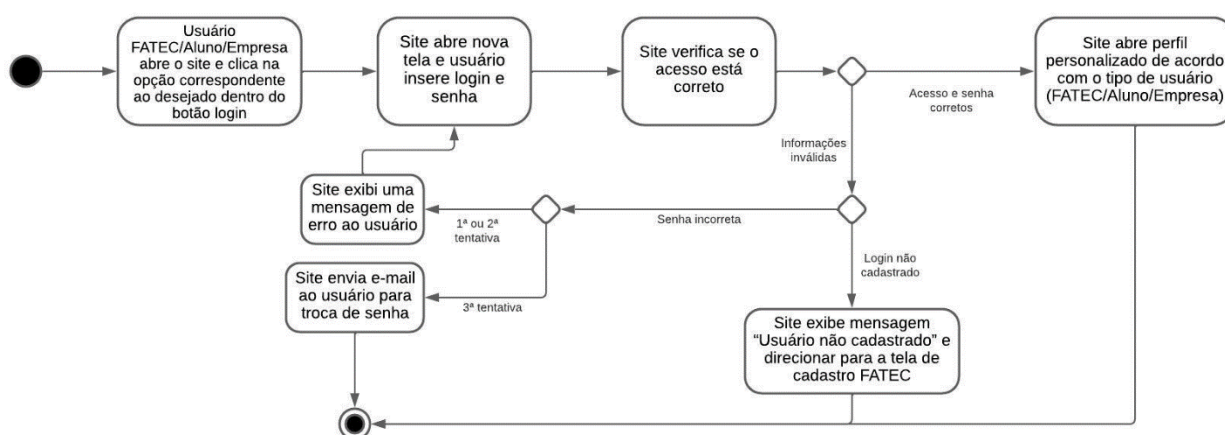 Usuário
FATEC/Aluno/Empresa
abre o site e clica na
opção correspondente
ao desejado dentro do
botão login
Site abre nova
tela e usuário
insere login e
senha
Site verifica se o
acesso está
correto
Acesso e senha
corretos
Site abre perfil
personalizado de acordo
com o tipo de usuário
(FATEC/Aluno/Empresa)
Informações
inválidas
Site exibi uma
mensagem de
erro ao usuário
1ª ou 2ª
tentativa
Senha incorreta
Login não
cadastrado
Site envia e-mail
ao usuário para
troca de senha
3ª tentativa
Site exibe mensagem
“Usuário não cadastrado” e
direcionar para a tela de
cadastro FATEC